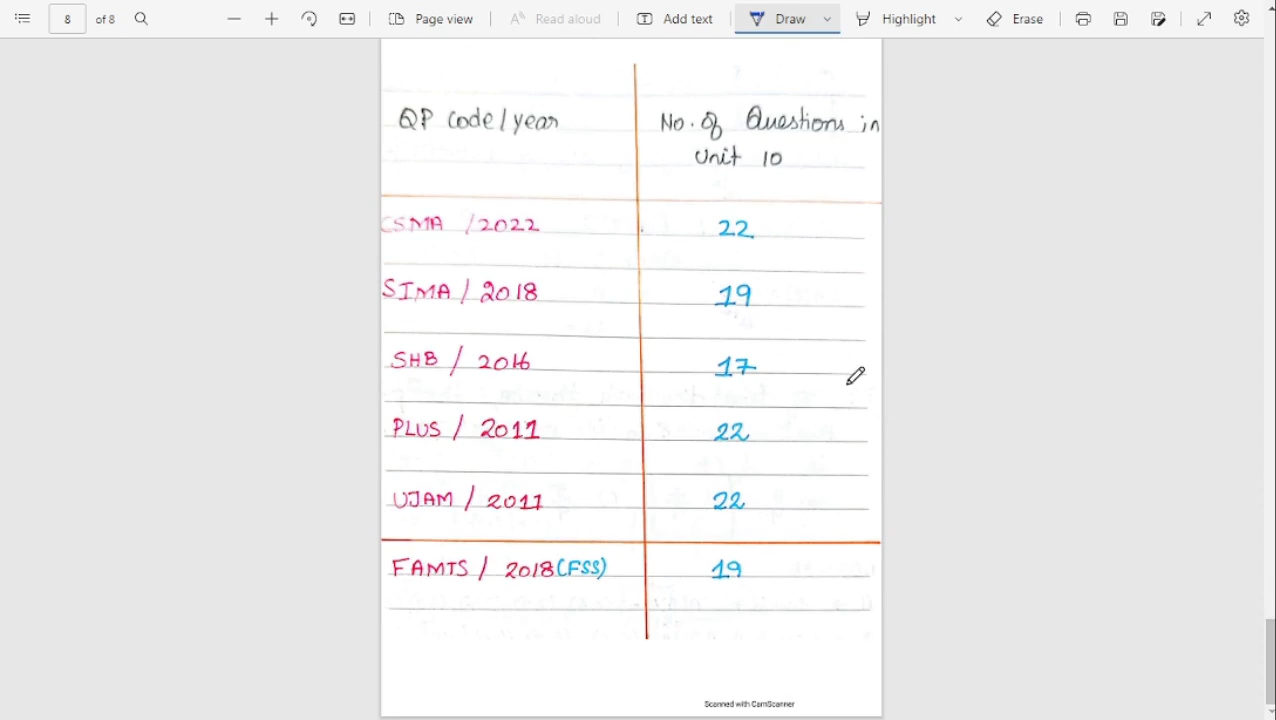 8 of 8 Page view Read aloud Add text Draw Highlight Erase
QP code/year No. of Questions in
Unit 10
CSMA /2022 22
SIMA / 2018 19
SHB / 2016 17
PLUS / 2011 22
UJAM / 2011 22
FAMTS / 2018 (FSS) 19
Scanned with CamScanner